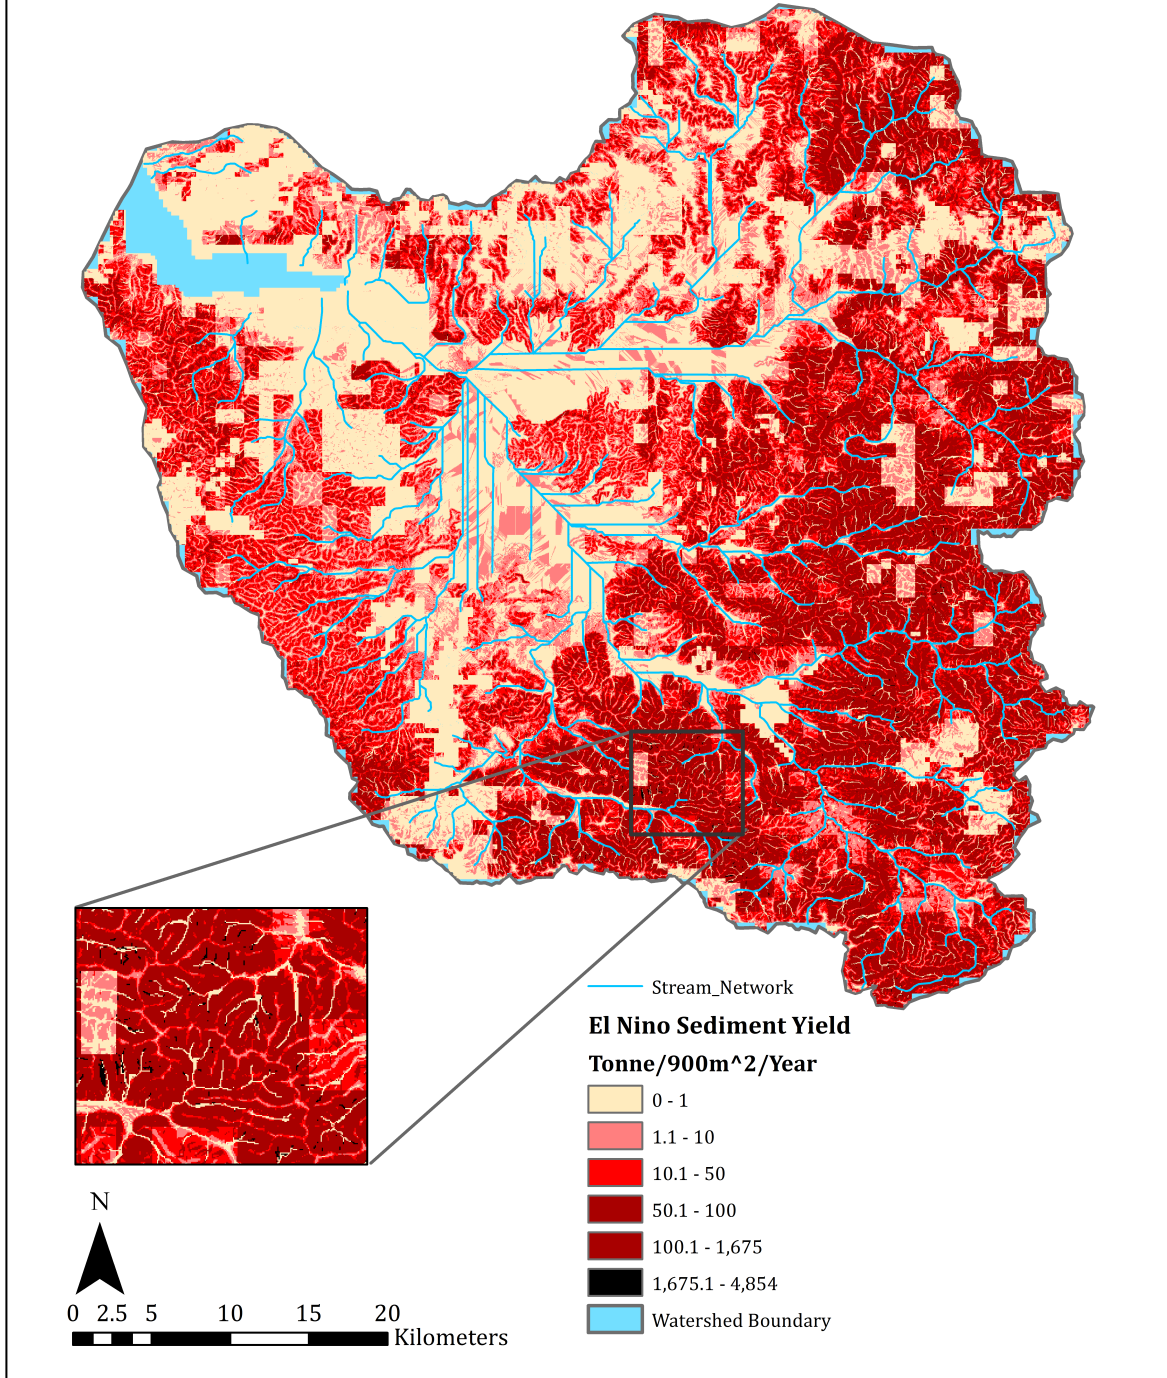 Stream_Network
El Nino Sediment Yield
Tonne/900m^2/Year
0 - 1
1.1 - 10
10.1 - 50
50.1 - 100
100.1 - 1,675
1,675.1 - 4,854
Watershed Boundary
N
0 2.5 5 10 15 20
Kilometers